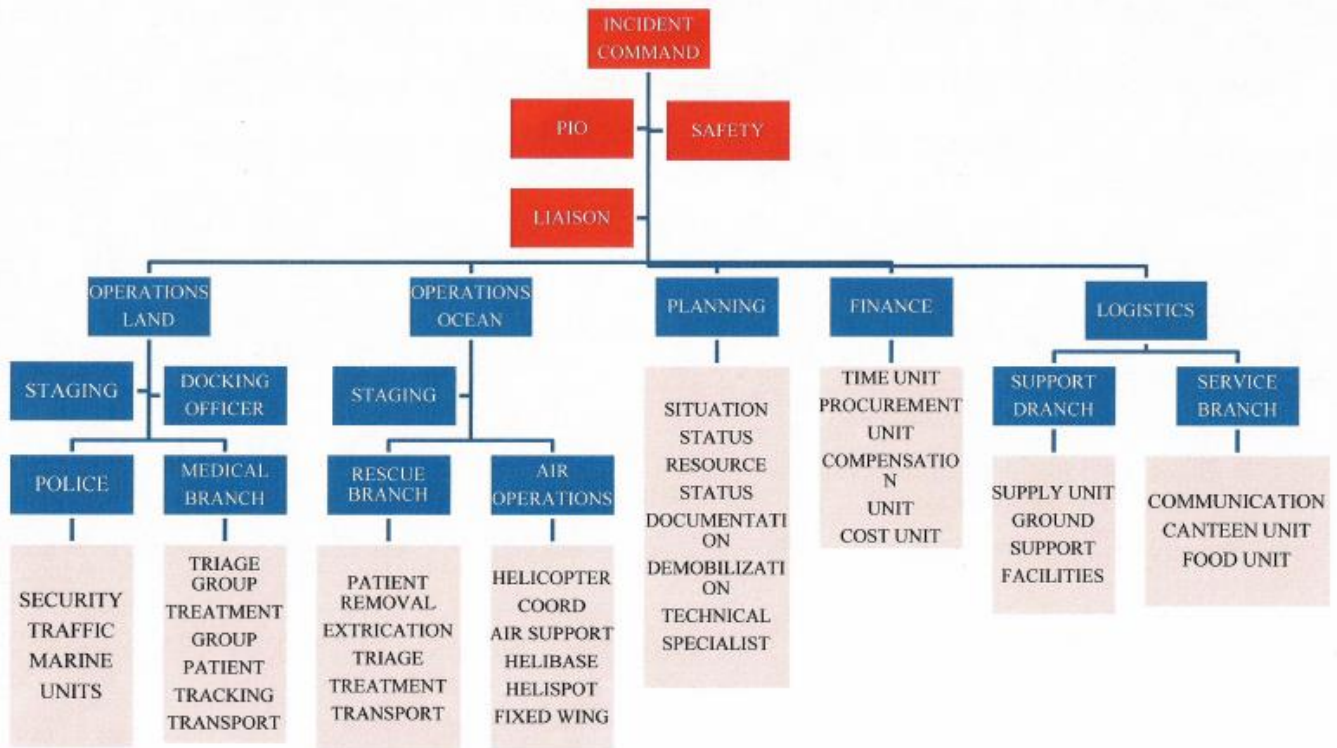 INCIDENT
COMMAND
PIO
SAFETY
LIAISON
OPERATIONS
LAND
OPERATIONS
OCEAN
PLANNING
FINANCE
LOGISTICS
STAGING
DOCKING
OFFICER
STAGING
SUPPORT
DRANCH
SERVICE
BRANCH
POLICE
MEDICAL
BRANCH
RESCUE
BRANCH
AIR
OPERATIONS
SITUATION
STATUS
RESOURCE
STATUS
DOCUMENTATI
ON
DEMOBILIZATI
ON
TECHNICAL
SPECIALIST
TIME UNIT
PROCUREMENT
UNIT
COMPENSATIO
N
UNIT
COST UNIT
SUPPLY UNIT
GROUND
SUPPORT
FACILITIES
COMMUNICATION
CANTEEN UNIT
FOOD UNIT
SECURITY
TRAFFIC
MARINE
UNITS
TRIAGE
GROUP
TREATMENT
GROUP
PATIENT
TRACKING
TRANSPORT
PATIENT
REMOVAL
EXTRICATION
TRIAGE
TREATMENT
TRANSPORT
HELICOPTER
COORD
AIR SUPPORT
HELIBASE
HELISPOT
FIXED WING